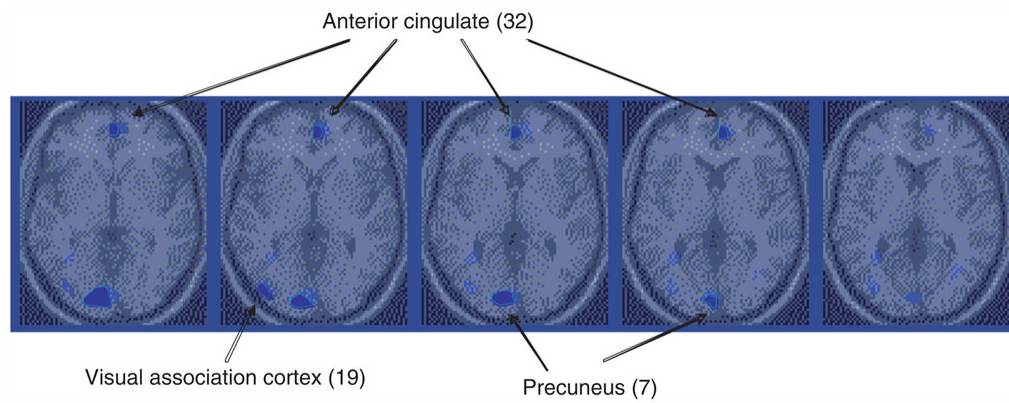 Anterior cingulate (32)
Visual association cortex (19)
Precuneus (7)